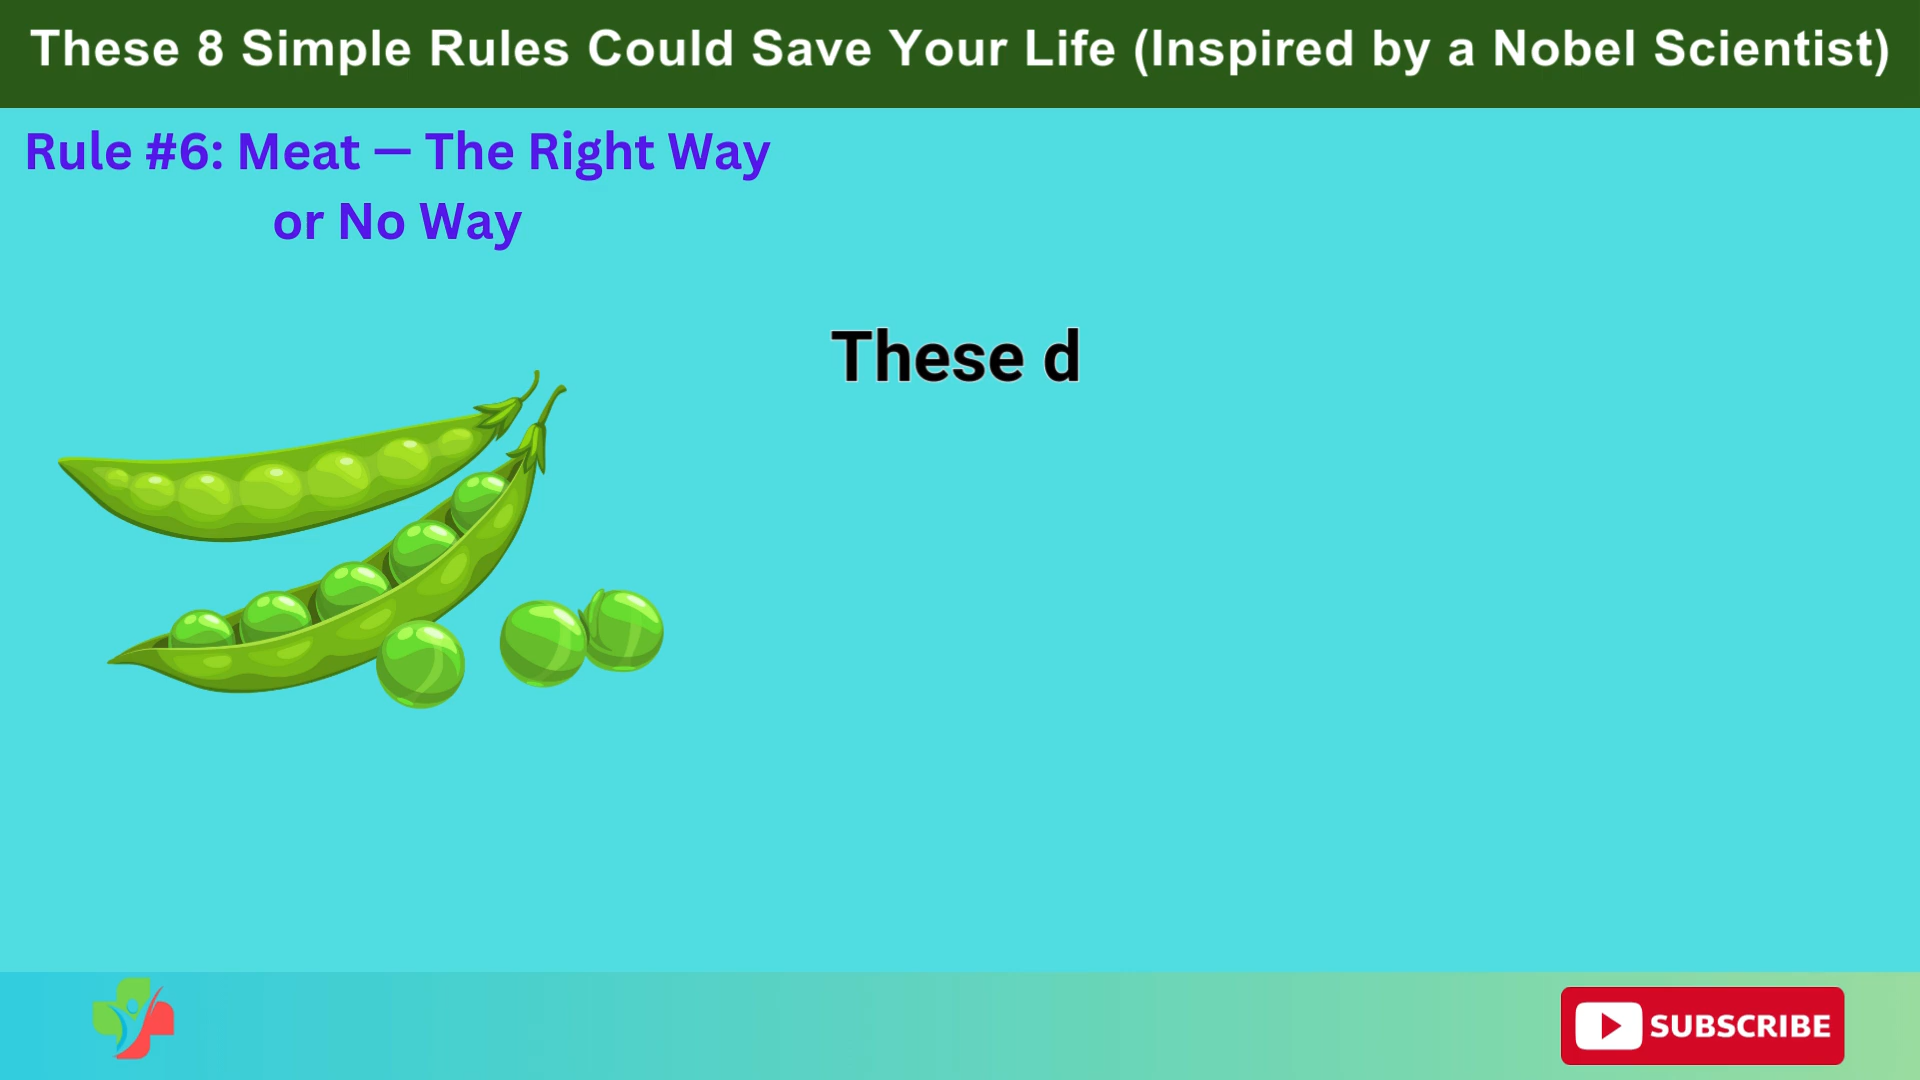 These 8 Simple Rules Could Save Your Life (Inspired by a Nobel Scientist)
Rule #6: Meat — The Right Way
or No Way
These d
SUBSCRIBE